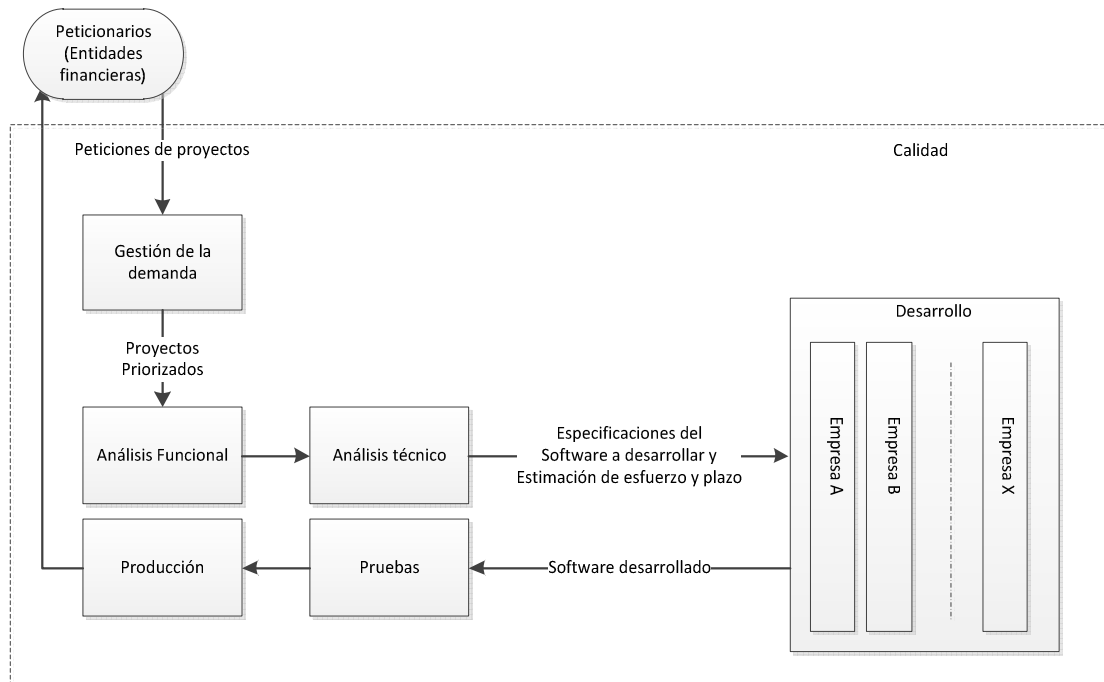 Peticionarios
(Entidades
financieras)
Peticiones de proyectos
Calidad
Gestión de la
demanda
Proyectos
Priorizados
Desarrollo
Empresa A
Empresa B
Empresa X
Análisis Funcional
Análisis técnico
Especificaciones del
Software a desarrollar y
Estimación de esfuerzo y plazo
Producción
Pruebas
Software desarrollado